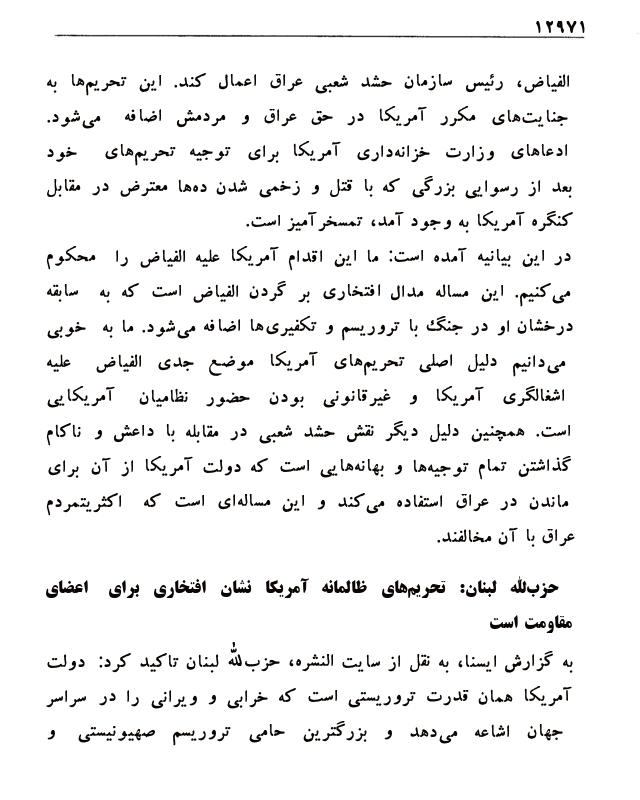 ۱۲۹۷۱
الفیاض، رئیس سازمان حشد شعبی عراق اعمال کند. این تحریم‌ها به
جنایت‌های مکرر آمریکا در حق عراق و مردمش اضافه می‌شود.
ادعاهای وزارت خزانه‌داری آمریکا برای توجیه تحریم‌های خود
بعد از رسوایی بزرگی که با قتل و زخمی شدن ده‌ها معترض در مقابل
کنگره آمریکا به وجود آمد، تمسخرآمیز است.
در این بیانیه آمده است: ما این اقدام آمریکا علیه الفیاض را محکوم
می‌کنیم. این مساله مدال افتخاری بر گردن الفیاض است که به سابقه
درخشان او در جنگ با تروریسم و تکفیری‌ها اضافه می‌شود. ما به خوبی
می‌دانیم دلیل اصلی تحریم‌های آمریکا موضع جدی الفیاض علیه
اشغالگری آمریکا و غیرقانونی بودن حضور نظامیان آمریکایی
است. همچنین دلیل دیگر نقش حشد شعبی در مقابله با داعش و ناکام
گذاشتن تمام توجیه‌ها و بهانه‌هایی است که دولت آمریکا از آن برای
ماندن در عراق استفاده می‌کند و این مساله‌ای است که اکثریتمردم
عراق با آن مخالفند.
حزب‌الله لبنان: تحریم‌های ظالمانه آمریکا نشان افتخاری برای اعضای
مقاومت است
به گزارش ایسنا، به نقل از سایت النشره، حزب‌الله لبنان تاکید کرد: دولت
آمریکا همان قدرت تروریستی است که خرابی و ویرانی را در سراسر
جهان اشاعه می‌دهد و بزرگترین حامی تروریسم صهیونیستی و